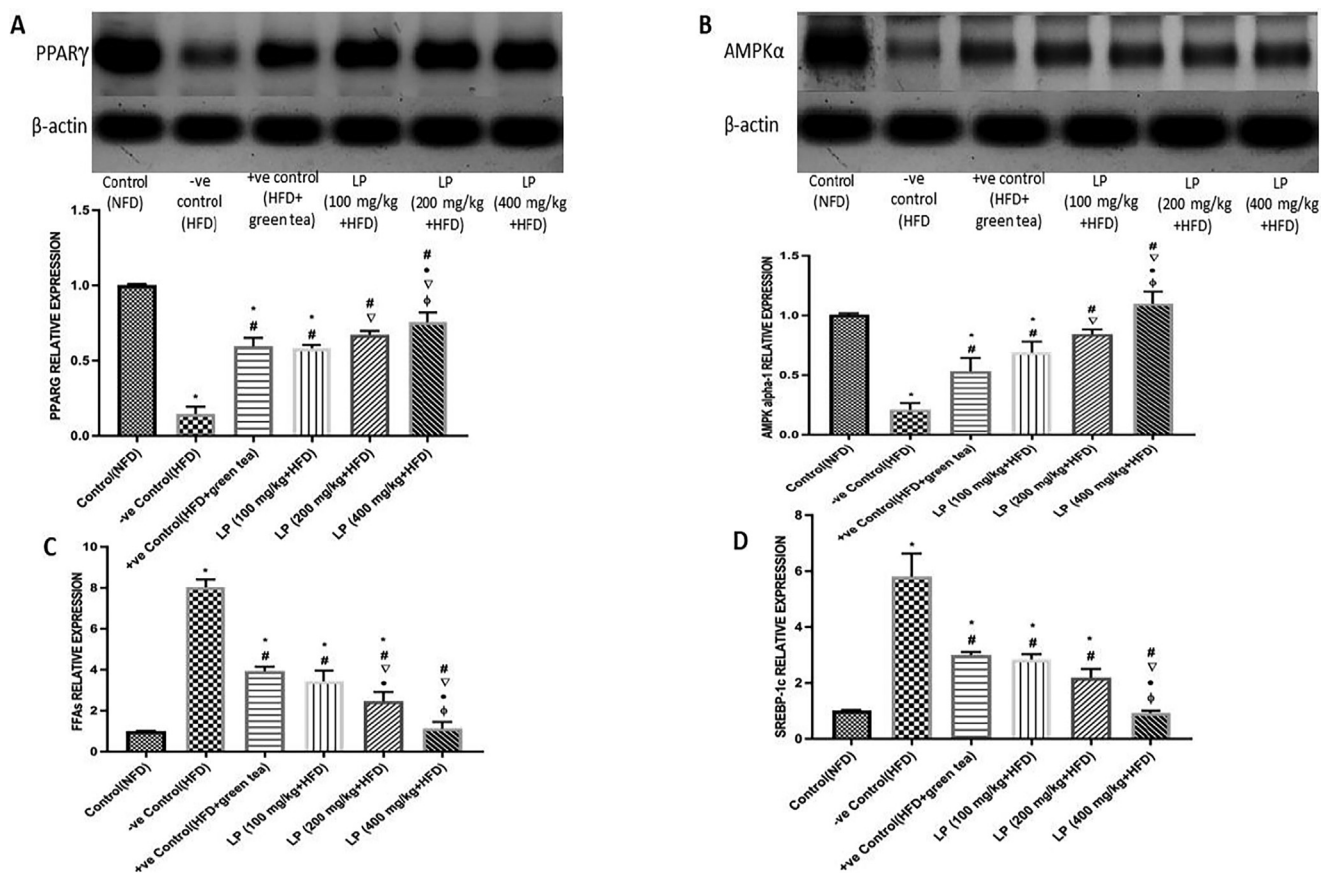 A
PPARγ
β-actin
Control
(NFD)
-ve
control
(HFD)
+ve control
(HFD+
green tea)
LP
(100 mg/kg
+HFD)
LP
(200 mg/kg
+HFD)
LP
(400 mg/kg
+HFD)
PPARG RELATIVE EXPRESSION
1.5
1.0
0.5
0.0
*
*
#
*
#
#
▽
#
•
▽
ϕ
Control(NFD)
-ve Control(HFD)
+ve Control(HFD+green tea)
LP (100 mg/kg+HFD)
LP (200 mg/kg+HFD)
LP (400 mg/kg+HFD)
B
AMPKα
β-actin
Control
(NFD)
-ve
control
(HFD
+ve control
(HFD+
green tea)
LP
(100 mg/kg
+HFD)
LP
(200 mg/kg
+HFD)
LP
(400 mg/kg
+HFD)
AMPK alpha-1 RELATIVE EXPRESSION
1.5
1.0
0.5
0.0
*
*
#
*
#
#
▽
#
▽
•
ϕ
Control(NFD)
-ve Control(HFD)
+ve Control(HFD+green tea)
LP (100 mg/kg+HFD)
LP (200 mg/kg+HFD)
LP (400 mg/kg+HFD)
C
FFAs RELATIVE EXPRESSION
10
8
6
4
2
0
*
*
#
*
#
*
#
▽
•
#
▽
•
ϕ
Control(NFD)
-ve Control(HFD)
+ve Control(HFD+green tea)
LP (100 mg/kg+HFD)
LP (200 mg/kg+HFD)
LP (400 mg/kg+HFD)
D
SREBP-1c RELATIVE EXPRESSION
8
6
4
2
0
*
*
#
*
#
*
#
#
▽
•
ϕ
Control(NFD)
-ve Control(HFD)
+ve Control(HFD+green tea)
LP (100 mg/kg+HFD)
LP (200 mg/kg+HFD)
LP (400 mg/kg+HFD)